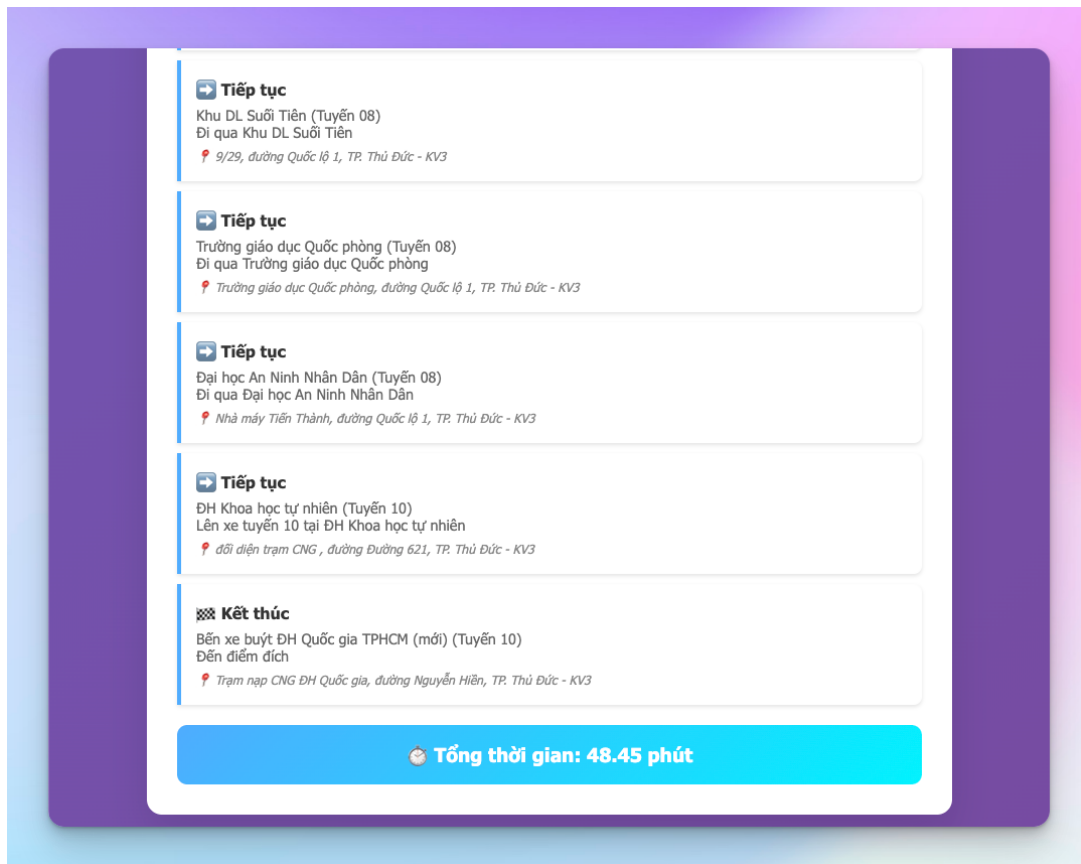 Tiếp tục
Khu DL Suối Tiên (Tuyến 08)
Đi qua Khu DL Suối Tiên
9/29, đường Quốc lộ 1, TP. Thủ Đức - KV3
Tiếp tục
Trường giáo dục Quốc phòng (Tuyến 08)
Đi qua Trường giáo dục Quốc phòng
Trường giáo dục Quốc phòng, đường Quốc lộ 1, TP. Thủ Đức - KV3
Tiếp tục
Đại học An Ninh Nhân Dân (Tuyến 08)
Đi qua Đại học An Ninh Nhân Dân
Nhà máy Tiến Thành, đường Quốc lộ 1, TP. Thủ Đức - KV3
Tiếp tục
ĐH Khoa học tự nhiên (Tuyến 10)
Lên xe tuyến 10 tại ĐH Khoa học tự nhiên
đối diện trạm CNG , đường Đường 621, TP. Thủ Đức - KV3
Kết thúc
Bến xe buýt ĐH Quốc gia TPHCM (mới) (Tuyến 10)
Đến điểm đích
Trạm nạp CNG ĐH Quốc gia, đường Nguyễn Hiền, TP. Thủ Đức - KV3
Tổng thời gian: 48.45 phút